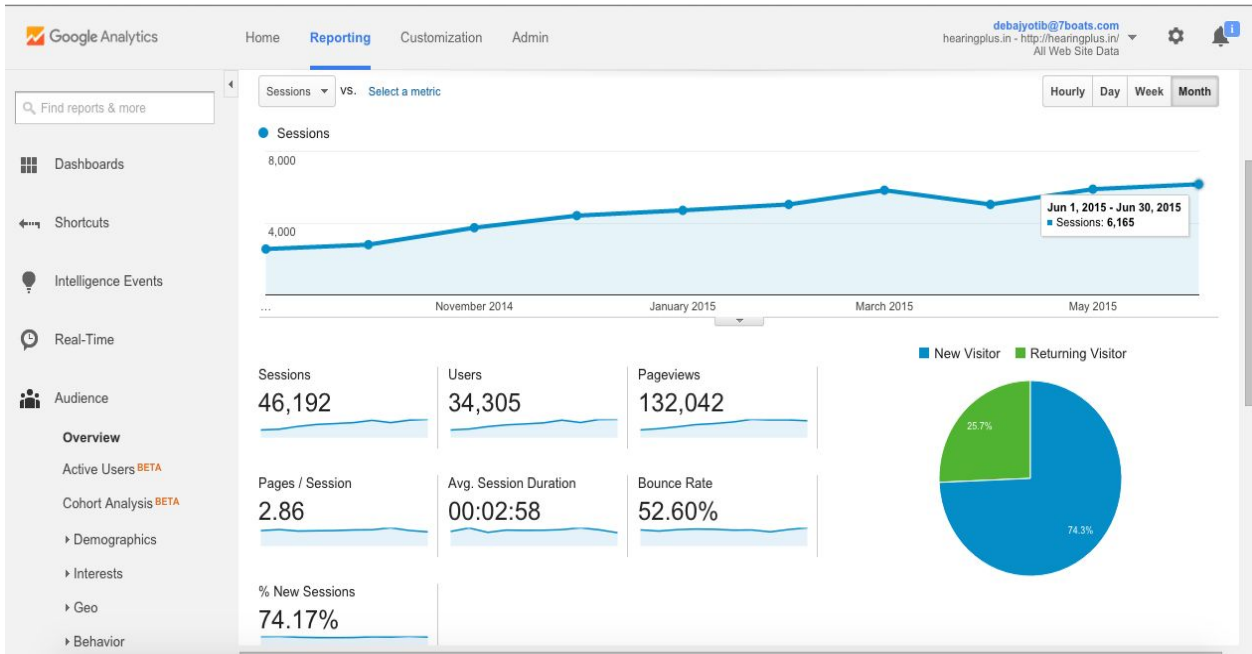 Google Analytics
Home Reporting Customization Admin
debajyotib@7boats.com
hearingplus.in - http://hearingplus.in/
All Web Site Data
i
Find reports & more
Dashboards
Shortcuts
Intelligence Events
Real-Time
Audience
Overview
Active Users BETA
Cohort Analysis BETA
Demographics
Interests
Geo
Behavior
Sessions VS. Select a metric
Hourly Day Week Month
Sessions
8,000
4,000
Jun 1, 2015 - Jun 30, 2015
Sessions: 6,165
... November 2014 January 2015 March 2015 May 2015
New Visitor Returning Visitor
Sessions
46,192
Users
34,305
Pageviews
132,042
Pages / Session
2.86
Avg. Session Duration
00:02:58
Bounce Rate
52.60%
% New Sessions
74.17%
25.7%
74.3%